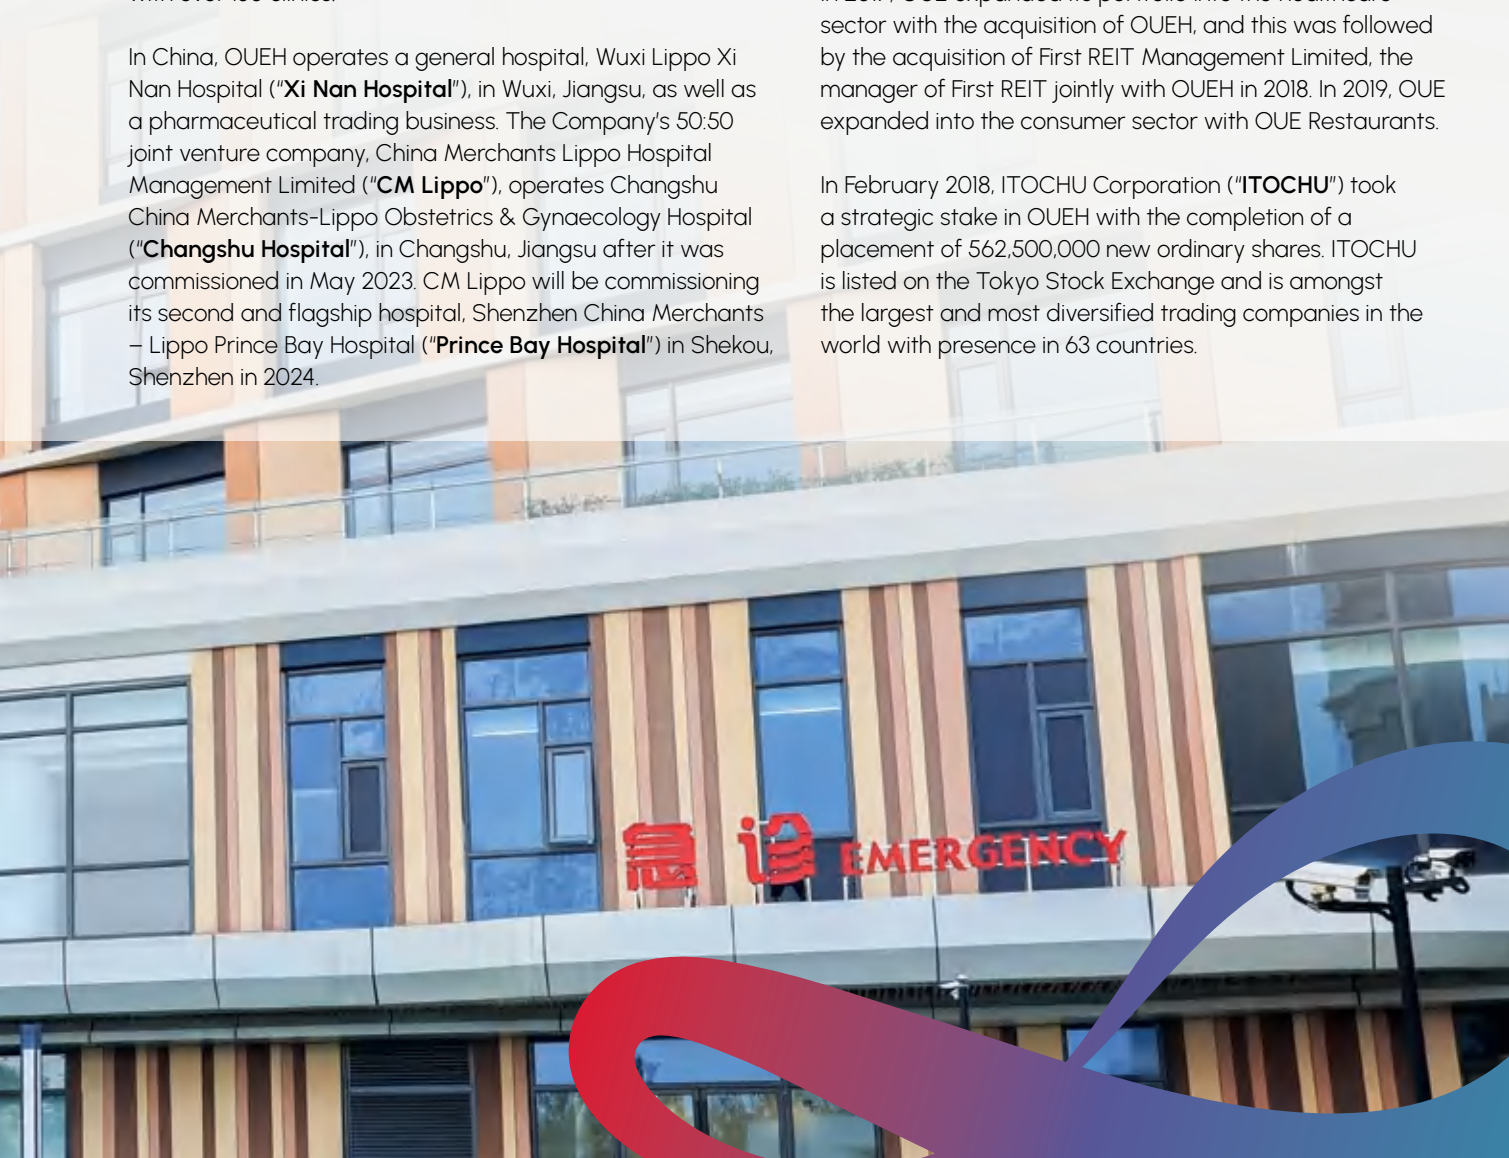 In China, OUEH operates a general hospital, Wuxi Lippo Xi
Nan Hospital (“Xi Nan Hospital”), in Wuxi, Jiangsu, as well as
a pharmaceutical trading business. The Company’s 50:50
joint venture company, China Merchants Lippo Hospital
Management Limited (“CM Lippo”), operates Changshu
China Merchants-Lippo Obstetrics & Gynaecology Hospital
(“Changshu Hospital”), in Changshu, Jiangsu after it was
commissioned in May 2023. CM Lippo will be commissioning
its second and flagship hospital, Shenzhen China Merchants
– Lippo Prince Bay Hospital (“Prince Bay Hospital”) in Shekou,
Shenzhen in 2024.
sector with the acquisition of OUEH, and this was followed
by the acquisition of First REIT Management Limited, the
manager of First REIT jointly with OUEH in 2018. In 2019, OUE
expanded into the consumer sector with OUE Restaurants.
In February 2018, ITOCHU Corporation (“ITOCHU”) took
a strategic stake in OUEH with the completion of a
placement of 562,500,000 new ordinary shares. ITOCHU
is listed on the Tokyo Stock Exchange and is amongst
the largest and most diversified trading companies in the
world with presence in 63 countries.
急诊 EMERGENCY